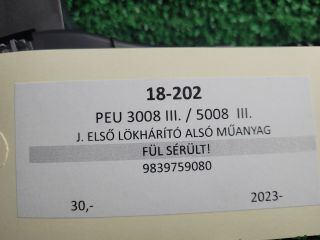 18-202
PEU 3008 III. / 5008 III.
J. ELSŐ LÖKHÁRÍTÓ ALSÓ MŰANYAG
FÜL SÉRÜLT!
9839759080
30,- 2023-